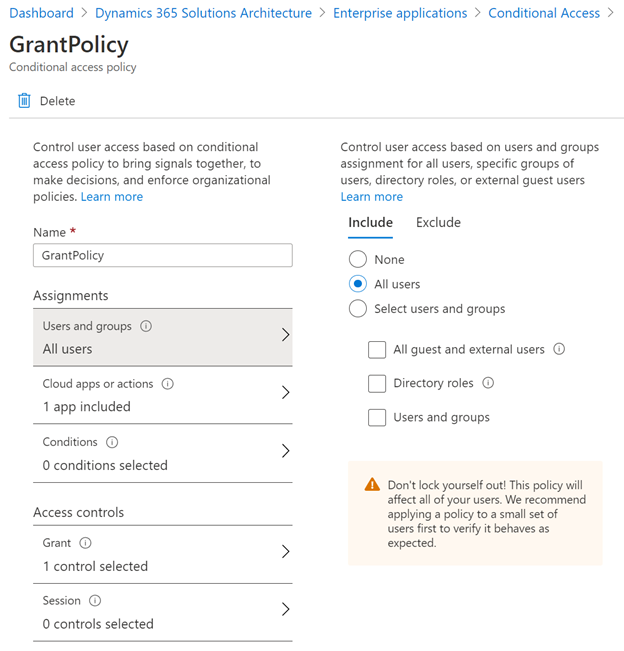 Dashboard > Dynamics 365 Solutions Architecture > Enterprise applications > Conditional Access >
GrantPolicy
Conditional access policy
Delete
Control user access based on conditional
access policy to bring signals together, to
make decisions, and enforce organizational
policies. Learn more
Name *
GrantPolicy
Assignments
Users and groups
All users
Cloud apps or actions
1 app included
Conditions
0 conditions selected
Access controls
Grant
1 control selected
Session
0 controls selected
Control user access based on users and groups
assignment for all users, specific groups of
users, directory roles, or external guest users
Learn more
Include Exclude
None
All users
Select users and groups
All guest and external users
Directory roles
Users and groups
Don't lock yourself out! This policy will
affect all of your users. We recommend
applying a policy to a small set of
users first to verify it behaves as
expected.